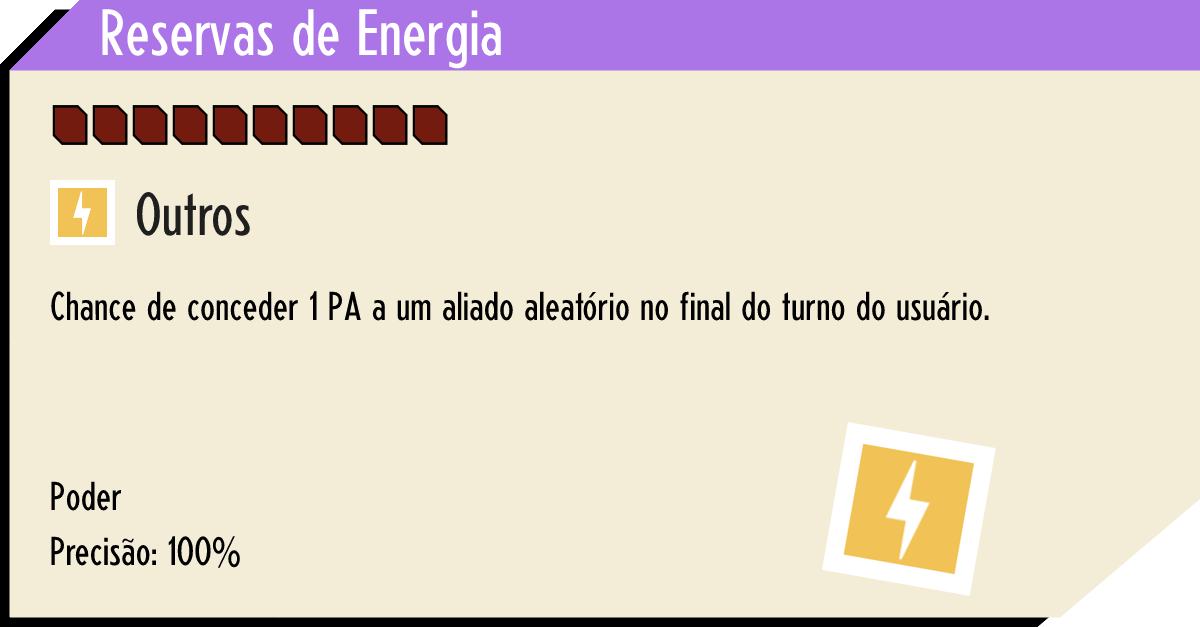 Reservas de Energia
Outros
Chance de conceder 1 PA a um aliado aleatório no final do turno do usuário.
Poder
Precisão: 100%